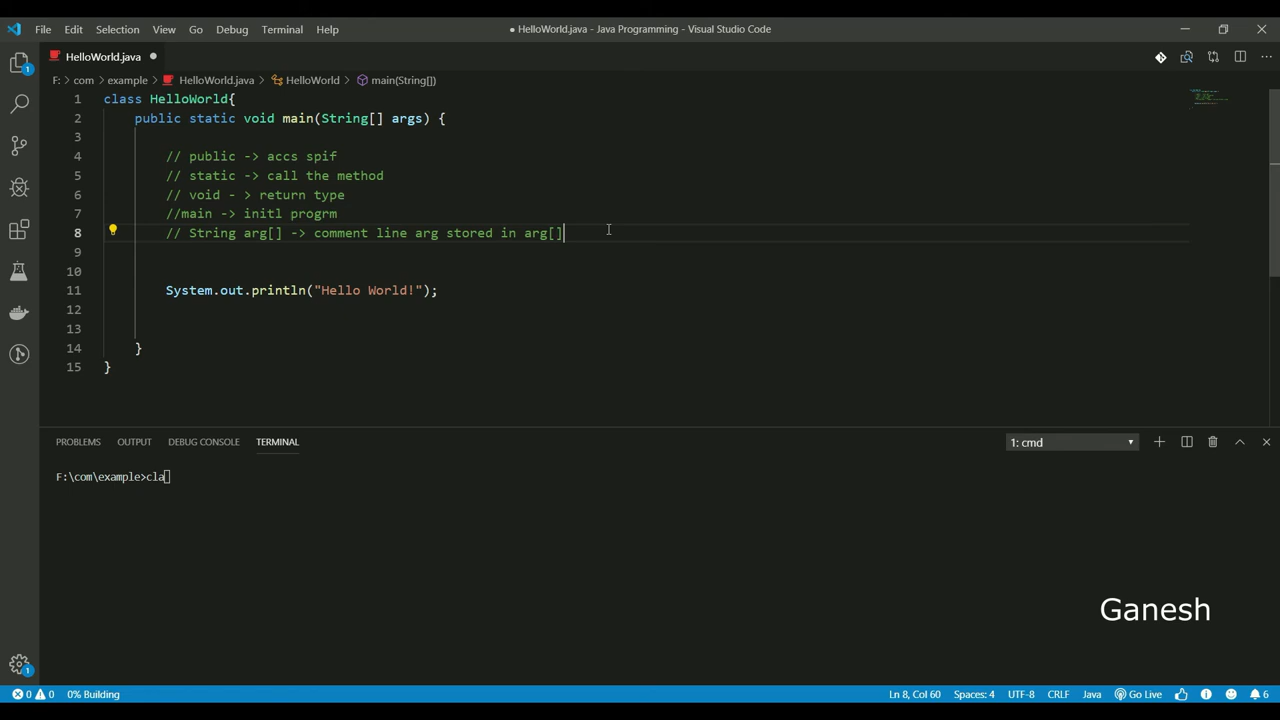 File Edit Selection View Go Debug Terminal Help ● HelloWorld.java - Java Programming - Visual Studio Code
HelloWorld.java ●
F: > com > example > HelloWorld.java > HelloWorld > main(String[])
1 class HelloWorld{
2 public static void main(String[] args) {
3
4 // public -> accs spif
5 // static -> call the method
6 // void - > return type
7 //main -> initl progrm
8 // String arg[] -> comment line arg stored in arg[]
9
10
11 System.out.println("Hello World!");
12
13
14 }
15 }
PROBLEMS OUTPUT DEBUG CONSOLE TERMINAL 1: cmd
F:\com\example>cla
Ganesh
0 0 0% Building Ln 8, Col 60 Spaces: 4 UTF-8 CRLF Java Go Live 6